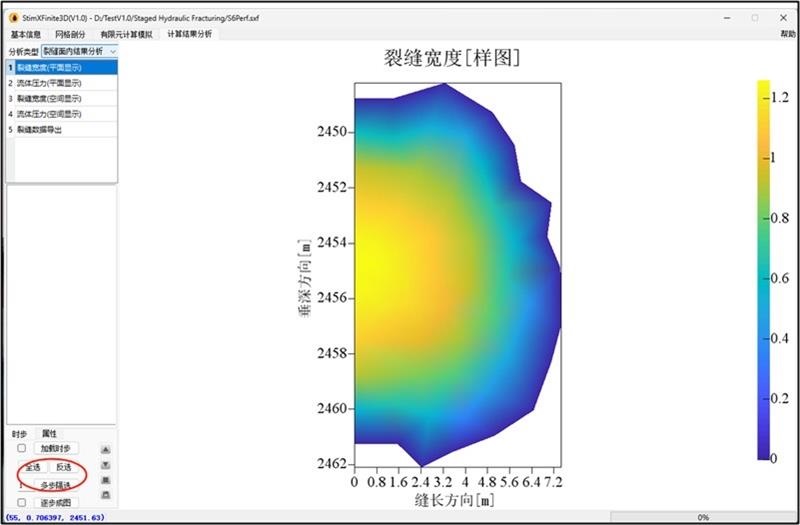 StimXFinite3D(V1.0) - D:/TestV1.0/Staged Hydraulic Fracturing/S6Perf.sxf
基本信息 网格剖分 有限元计算模拟 计算结果分析 帮助
分析类型 裂缝面内结果分析
1 裂缝宽度(平面显示)
2 流体压力(平面显示)
3 裂缝宽度(空间显示)
4 流体压力(空间显示)
5 裂缝数据导出
裂缝宽度[样图]
2450
2452
2454
2456
2458
2460
2462
垂深方向[m]
0 0.8 1.6 2.4 3.2 4 4.8 5.6 6.4 7.2
缝长方向[m]
1.2
1
0.8
0.6
0.4
0.2
0
时步 属性
加载时步
全选 反选
1 多步隔选
逐步成图
(55, 0.706397, 2451.63)
0%